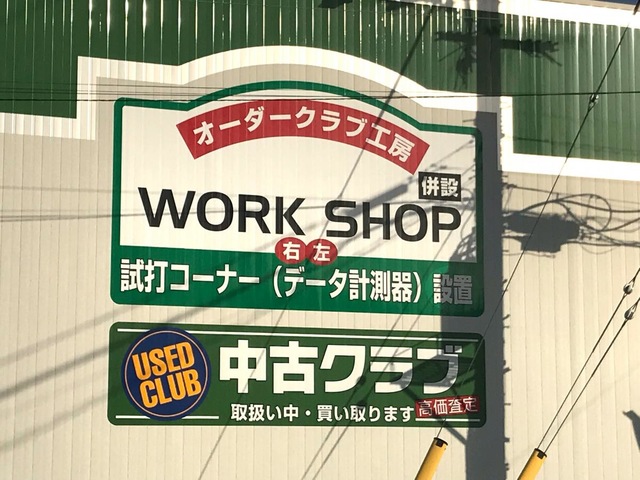 オーダークラブ工房
併設
WORK SHOP
右 左
試打コーナー（データ計測器）設置
USED
CLUB
中古クラブ
取扱い中・買い取ります 高価査定